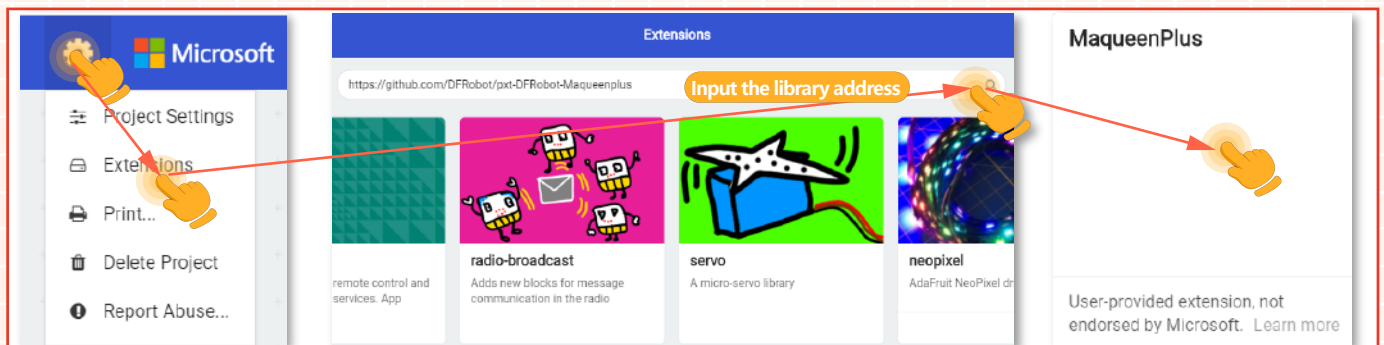 Microsoft
Project Settings
Extensions
Print...
Delete Project
Report Abuse...
Extensions
https://github.com/DFRobot/pxt-DFRobot-Maqueenplus
Input the library address
remote control and
services. App
radio-broadcast
Adds new blocks for message
communication in the radio
servo
A micro-servo library
neopixel
AdaFruit NeoPixel
MaqueenPlus
User-provided extension, not
endorsed by Microsoft. Learn more